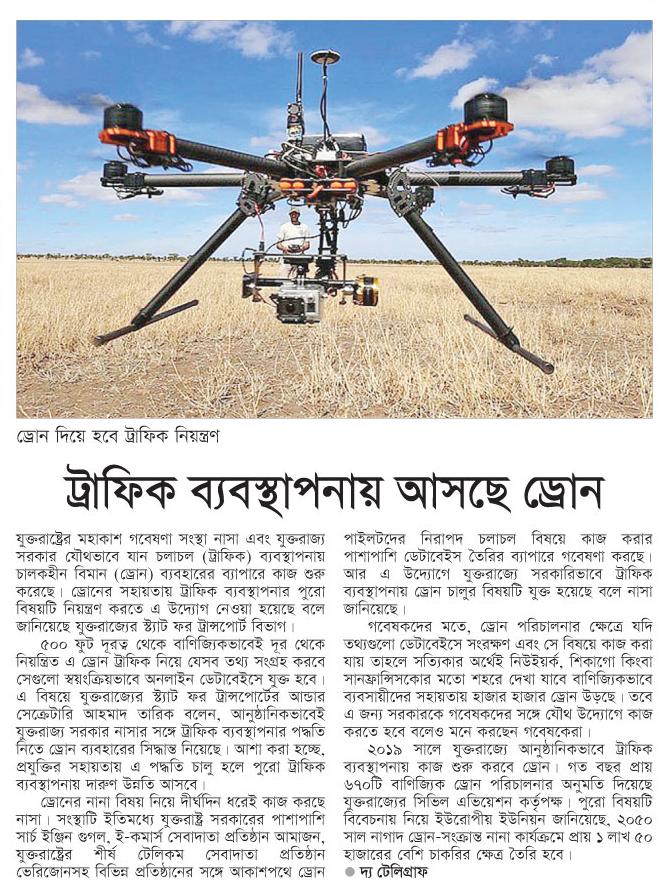 ড্রোন দিয়ে হবে ট্রাফিক নিয়ন্ত্রণ
ট্রাফিক ব্যবস্থাপনায় আসছে ড্রোন
যুক্তরাষ্ট্রের মহাকাশ গবেষণা সংস্থা নাসা এবং যুক্তরাজ্য
সরকার যৌথভাবে যান চলাচল (ট্রাফিক) ব্যবস্থাপনায়
চালকহীন বিমান (ড্রোন) ব্যবহারের ব্যাপারে কাজ শুরু
করেছে। ড্রোনের সহায়তায় ট্রাফিক ব্যবস্থাপনার পুরো
বিষয়টি নিয়ন্ত্রণ করতে এ উদ্যোগ নেওয়া হয়েছে বলে
জানিয়েছে যুক্তরাজ্যের স্ট্যাট ফর ট্রান্সপোর্ট বিভাগ।
৫০০ ফুট দূরত্ব থেকে বাণিজ্যিকভাবেই দূর থেকে
নিয়ন্ত্রিত এ ড্রোন ট্রাফিক নিয়ে যেসব তথ্য সংগ্রহ করবে
সেগুলো স্বয়ংক্রিয়ভাবে অনলাইন ডেটাবেইসে যুক্ত হবে।
এ বিষয়ে যুক্তরাজ্যের স্ট্যাট ফর ট্রান্সপোর্টের আন্ডার
সেক্রেটারি আহমাদ তারিক বলেন, আনুষ্ঠানিকভাবেই
যুক্তরাজ্য সরকার নাসার সঙ্গে ট্রাফিক ব্যবস্থাপনার পদ্ধতি
নিতে ড্রোন ব্যবহারের সিদ্ধান্ত নিয়েছে। আশা করা হচ্ছে,
প্রযুক্তির সহায়তায় এ পদ্ধতি চালু হলে পুরো ট্রাফিক
ব্যবস্থাপনায় দারুণ উন্নতি আসবে।
ড্রোনের নানা বিষয় নিয়ে দীর্ঘদিন ধরেই কাজ করছে
নাসা। সংস্থাটি ইতিমধ্যে যুক্তরাষ্ট্র সরকারের পাশাপাশি
সার্চ ইঞ্জিন গুগল, ই-কমার্স সেবাদাতা প্রতিষ্ঠান আমাজন,
যুক্তরাষ্ট্রের শীর্ষ টেলিকম সেবাদাতা প্রতিষ্ঠান
ভেরিজোনসহ বিভিন্ন প্রতিষ্ঠানের সঙ্গে আকাশপথে ড্রোন
পাইলটদের নিরাপদ চলাচল বিষয়ে কাজ করার
পাশাপাশি ডেটাবেইস তৈরির ব্যাপারে গবেষণা করছে।
আর এ উদ্যোগে যুক্তরাজ্যে সরকারিভাবে ট্রাফিক
ব্যবস্থাপনায় ড্রোন চালুর বিষয়টি যুক্ত হয়েছে বলে নাসা
জানিয়েছে।
গবেষকদের মতে, ড্রোন পরিচালনার ক্ষেত্রে যদি
তথ্যগুলো ডেটাবেইসে সংরক্ষণ এবং সে বিষয়ে কাজ করা
যায় তাহলে সত্যিকার অর্থেই নিউইয়র্ক, শিকাগো কিংবা
সানফ্রান্সিসকোর মতো শহরে দেখা যাবে বাণিজ্যিকভাবে
ব্যবসায়ীদের সহায়তায় হাজার হাজার ড্রোন উড়ছে। তবে
এ জন্য সরকারকে গবেষকদের সঙ্গে যৌথ উদ্যোগে কাজ
করতে হবে বলেও মনে করছেন গবেষকেরা।
২০১৯ সালে যুক্তরাজ্যে আনুষ্ঠানিকভাবে ট্রাফিক
ব্যবস্থাপনায় কাজ শুরু করবে ড্রোন। গত বছর প্রায়
৬৭০টি বাণিজ্যিক ড্রোন পরিচালনার অনুমতি দিয়েছে
যুক্তরাজ্যের সিভিল এভিয়েশন কর্তৃপক্ষ। পুরো বিষয়টি
বিবেচনায় নিয়ে ইউরোপীয় ইউনিয়ন জানিয়েছে, ২০৫০
সাল নাগাদ ড্রোন-সংক্রান্ত নানা কার্যক্রমে প্রায় ১ লাখ ৫০
হাজারের বেশি চাকরির ক্ষেত্র তৈরি হবে।
● দ্য টেলিগ্রাফ